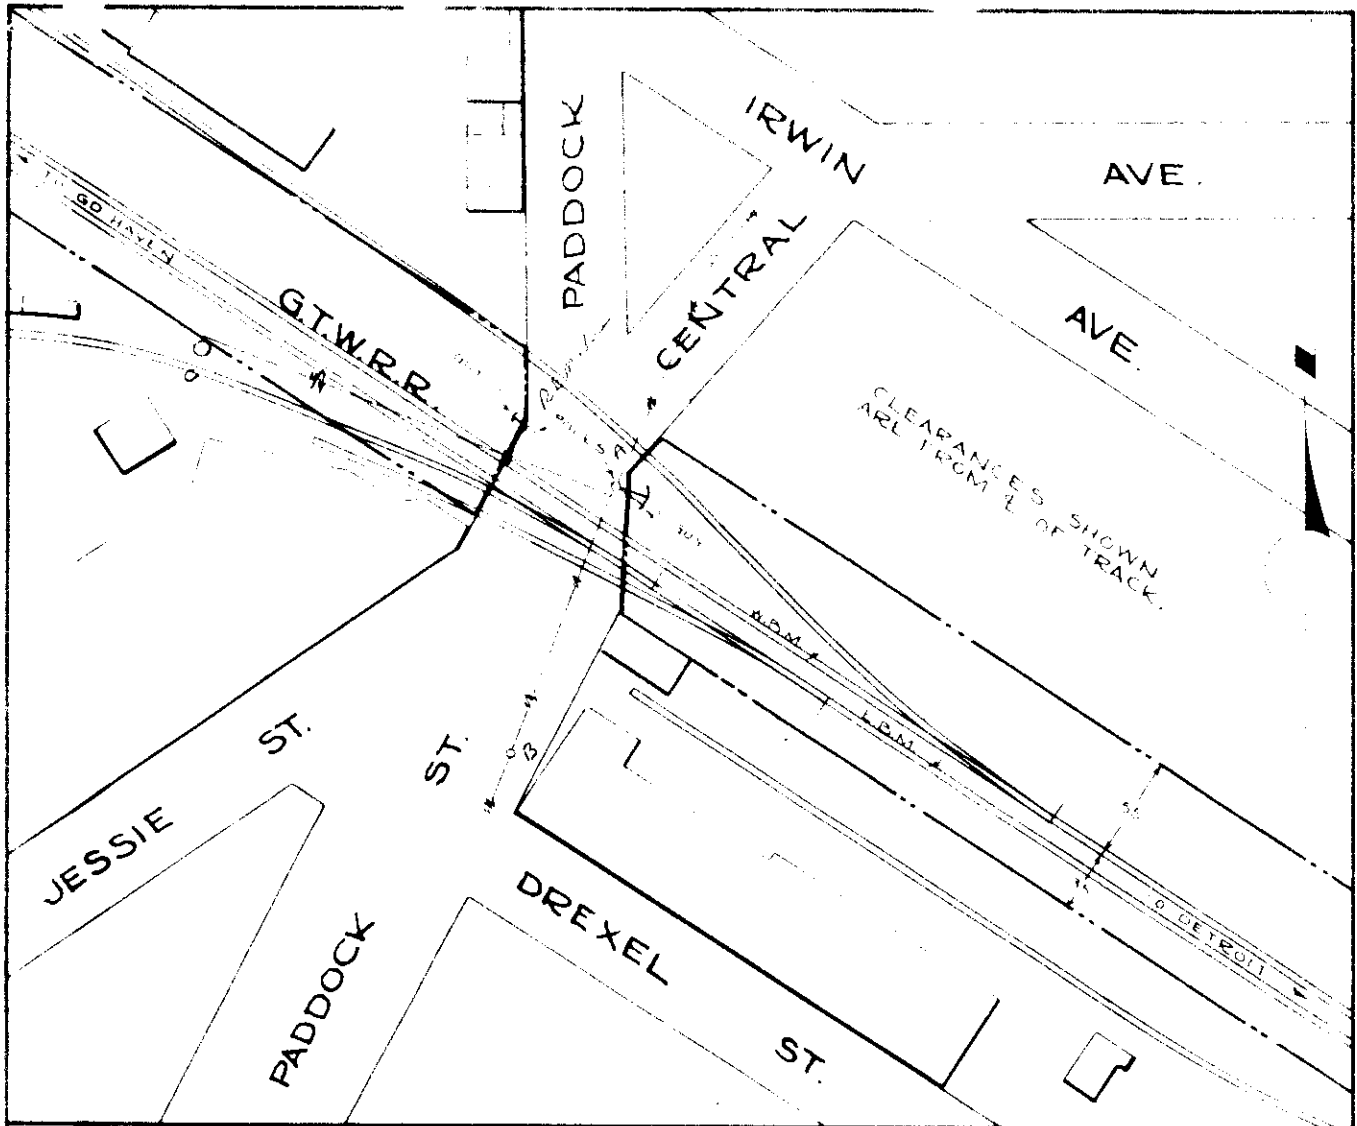 PADDOCK
IRWIN
AVE.
CENTRAL
AVE.
TO GD HAVEN
G.T.W.R.R.
CLEARANCES SHOWN
ARE FROM ℄ OF TRACK.
W.B.M.
E.B.M.
ST.
ST.
B
JESSIE
DREXEL
PADDOCK
ST.
DETROIT